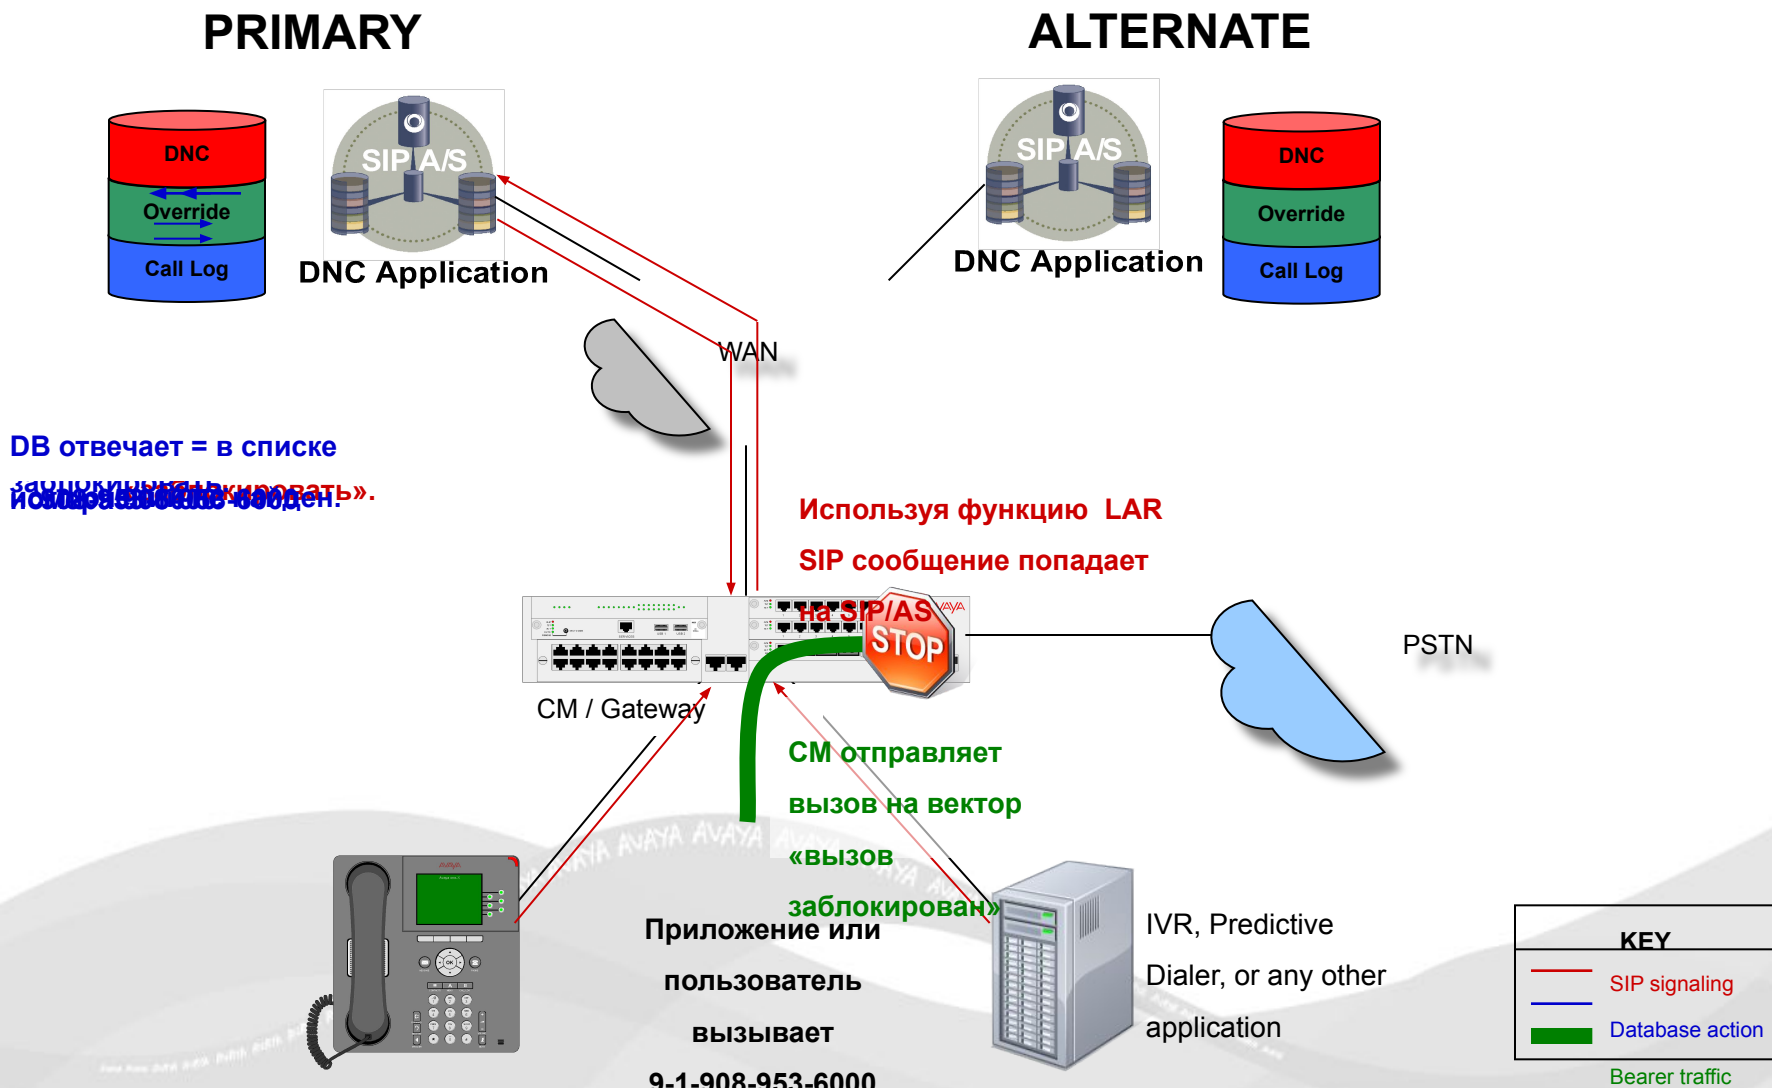 PRIMARY
ALTERNATE
DNC
Override
Call Log
SIP A/S
DNC Application
SIP A/S
DNC Application
DNC
Override
Call Log
WAN
DB отвечает = в списке
Используя функцию LAR
SIP сообщение попадает
на SIP/AS
AVAYA
STOP
PSTN
CM / Gateway
СМ отправляет
вызов на вектор
«вызов
заблокирован»
Приложение или
пользователь
вызывает
9-1-908-953-6000
IVR, Predictive
Dialer, or any other
application
KEY
SIP signaling
Database action
Bearer traffic